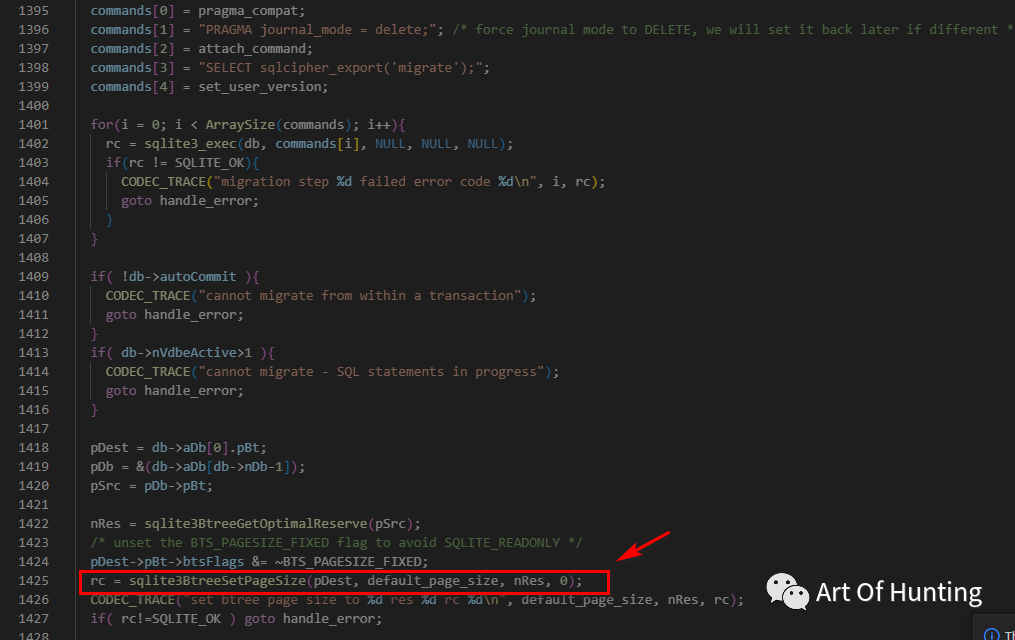 1395 commands[0] = pragma_compat;
1396 commands[1] = "PRAGMA journal_mode = delete;"; /* force journal mode to DELETE, we will set it back later if different *
1397 commands[2] = attach_command;
1398 commands[3] = "SELECT sqlcipher_export('migrate');";
1399 commands[4] = set_user_version;
1400
1401 for(i = 0; i < ArraySize(commands); i++){
1402 rc = sqlite3_exec(db, commands[i], NULL, NULL, NULL);
1403 if(rc != SQLITE_OK){
1404 CODEC_TRACE("migration step %d failed error code %d\n", i, rc);
1405 goto handle_error;
1406 }
1407 }
1408
1409 if( !db->autoCommit ){
1410 CODEC_TRACE("cannot migrate from within a transaction");
1411 goto handle_error;
1412 }
1413 if( db->nVdbeActive>1 ){
1414 CODEC_TRACE("cannot migrate - SQL statements in progress");
1415 goto handle_error;
1416 }
1417
1418 pDest = db->aDb[0].pBt;
1419 pDb = &(db->aDb[db->nDb-1]);
1420 pSrc = pDb->pBt;
1421
1422 nRes = sqlite3BtreeGetOptimalReserve(pSrc);
1423 /* unset the BTS_PAGESIZE_FIXED flag to avoid SQLITE_READONLY */
1424 pDest->pBt->btsFlags &= ~BTS_PAGESIZE_FIXED;
1425 rc = sqlite3BtreeSetPageSize(pDest, default_page_size, nRes, 0);
1426 CODEC_TRACE("set btree page size to %d res %d rc %d\n", default_page_size, nRes, rc);
1427 if( rc!=SQLITE_OK ) goto handle_error;
1428
Art Of Hunting